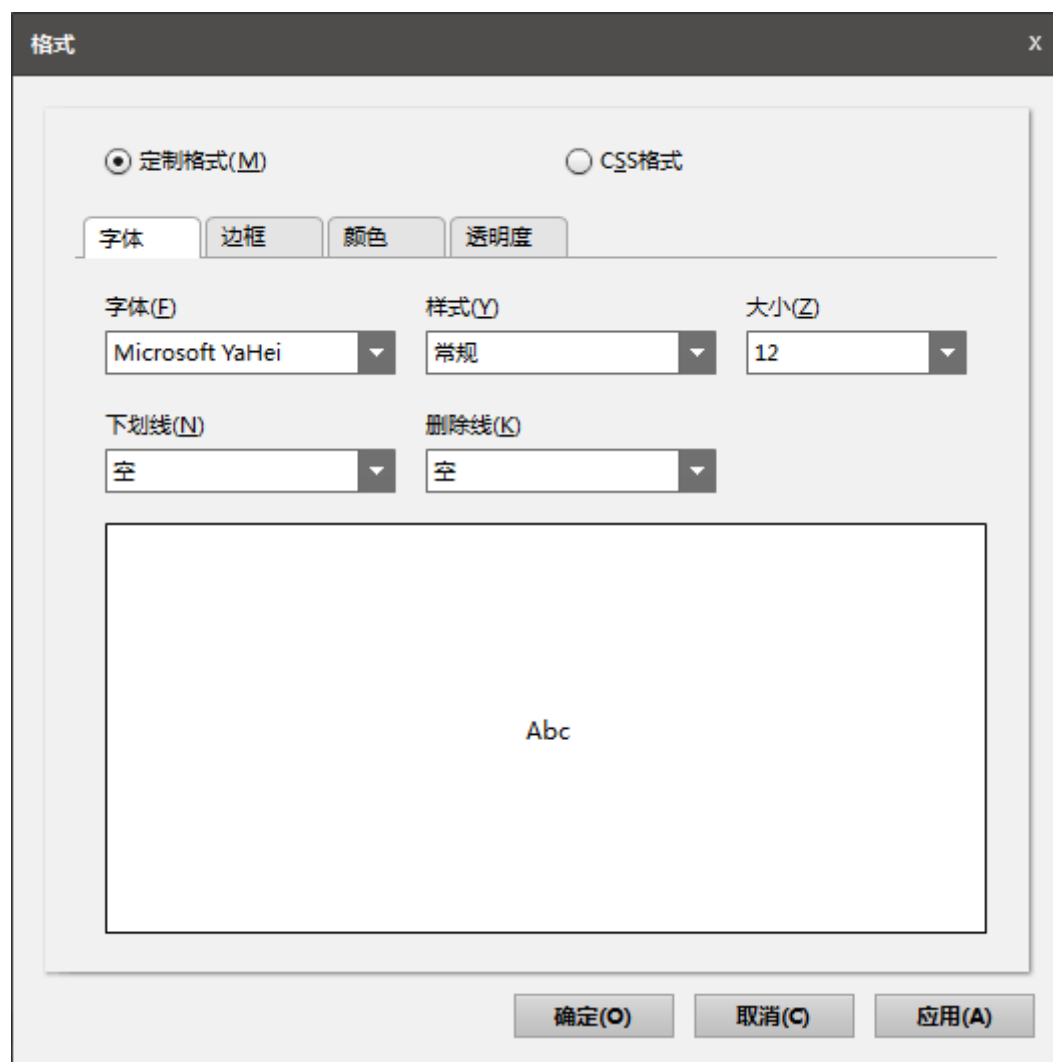 格式 x
定制格式(M) CSS格式
字体 边框 颜色 透明度
字体(F) 样式(Y) 大小(Z)
Microsoft YaHei 常规 12
下划线(N) 删除线(K)
空 空
Abc
确定(O) 取消(C) 应用(A)